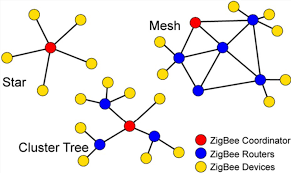 Mesh
Star
Cluster Tree
ZigBee Coordinator
ZigBee Routers
ZigBee Devices